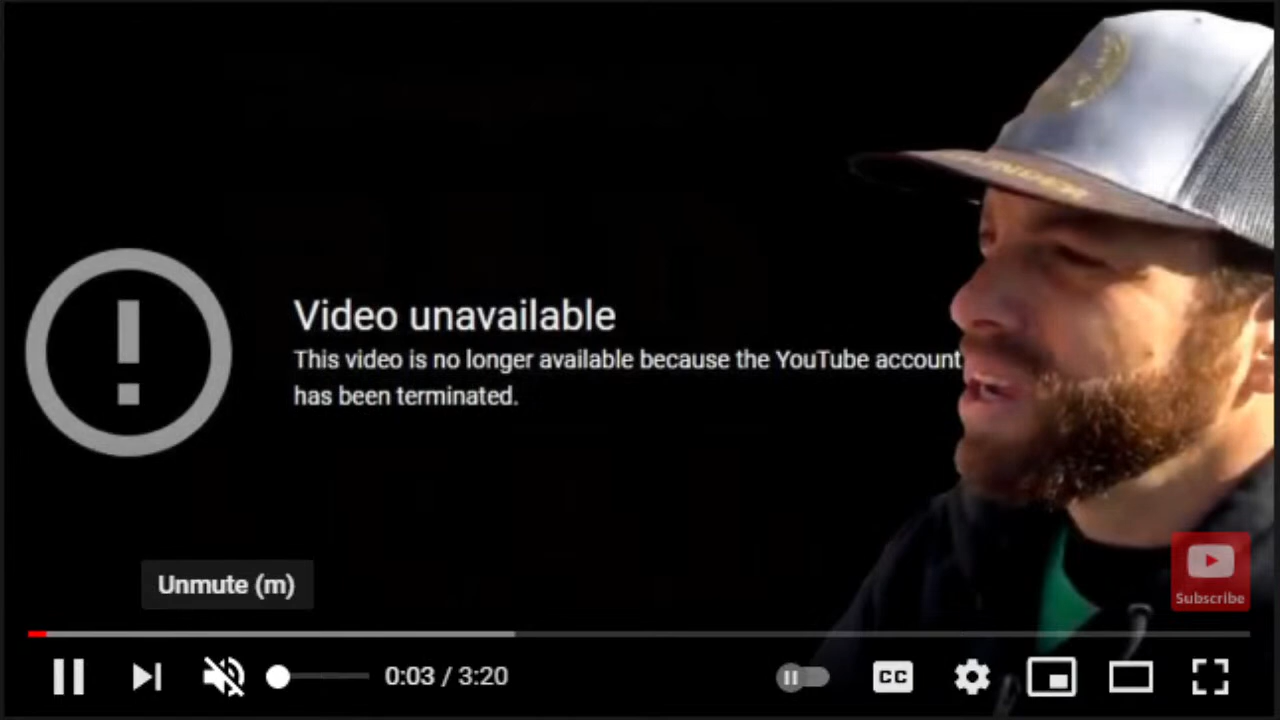 Video unavailable
This video is no longer available because the YouTube account
has been terminated.
Unmute (m)
Subscribe
0:03 / 3:20
CC